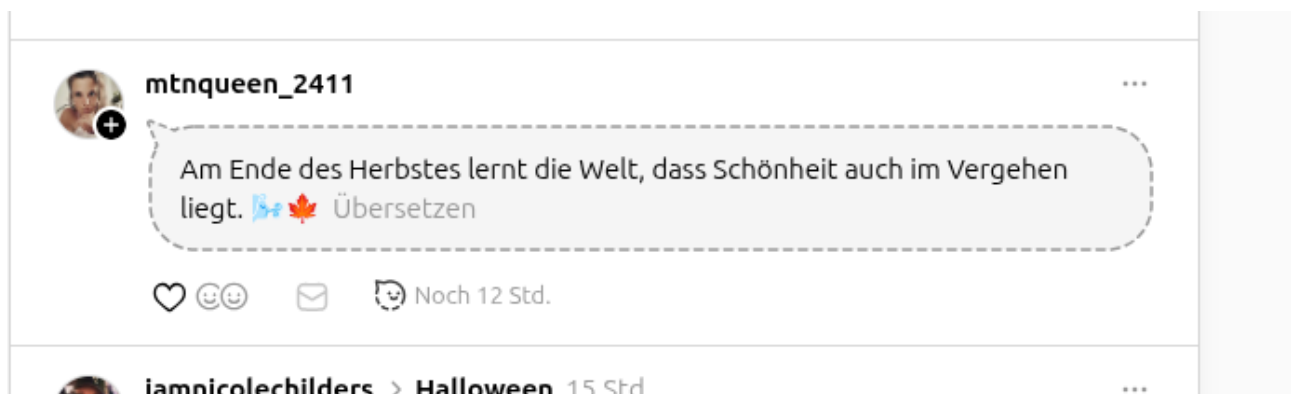 mtnqueen_2411
Am Ende des Herbstes lernt die Welt, dass Schönheit auch im Vergehen
liegt. 🌬️🍁 Übersetzen
Noch 12 Std.
iamnicolechilders > Halloween 15 Std.